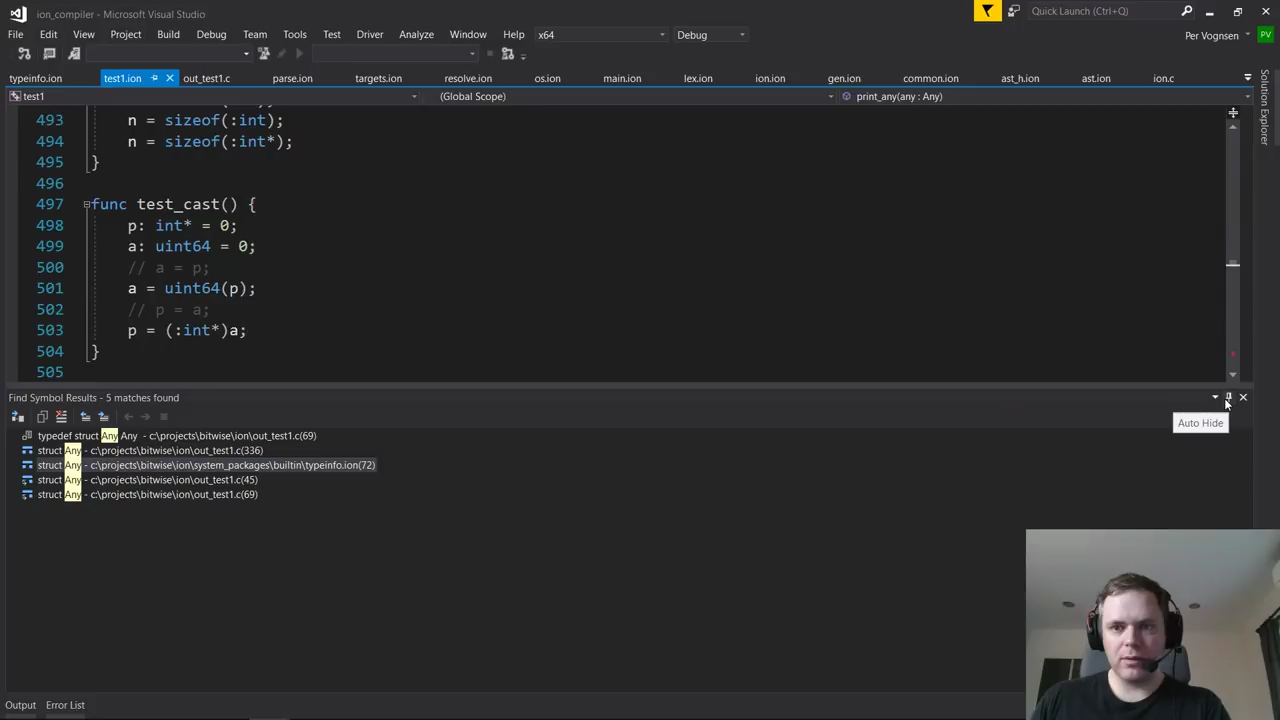 ion_compiler - Microsoft Visual Studio
Quick Launch (Ctrl+Q)
File Edit View Project Build Debug Team Tools Test Driver Analyze Window Help x64 Debug
Per Vognsen PV
typeinfo.ion test1.ion out_test1.c parse.ion targets.ion resolve.ion os.ion main.ion lex.ion ion.ion gen.ion common.ion ast_h.ion ast.ion ion.c
test1 (Global Scope) print_any(any : Any)
493 n = sizeof(:int);
494 n = sizeof(:int*);
495 }
496
497 func test_cast() {
498 p: int* = 0;
499 a: uint64 = 0;
500 // a = p;
501 a = uint64(p);
502 // p = a;
503 p = (:int*)a;
504 }
505
Find Symbol Results - 5 matches found
Auto Hide
typedef struct Any Any - c:\projects\bitwise\ion\out_test1.c(69)
struct Any - c:\projects\bitwise\ion\out_test1.c(336)
struct Any - c:\projects\bitwise\ion\system_packages\builtin\typeinfo.ion(72)
struct Any - c:\projects\bitwise\ion\out_test1.c(45)
struct Any - c:\projects\bitwise\ion\out_test1.c(69)
Output Error List
Solution Explorer